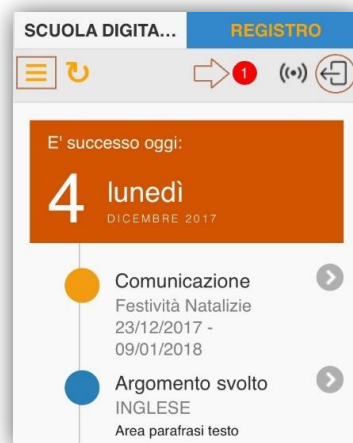 SCUOLA DIGITA...
REGISTRO
1
E' successo oggi:
4 lunedì
DICEMBRE 2017
Comunicazione
Festività Natalizie
23/12/2017 -
09/01/2018
Argomento svolto
INGLESE
Area parafrasi testo